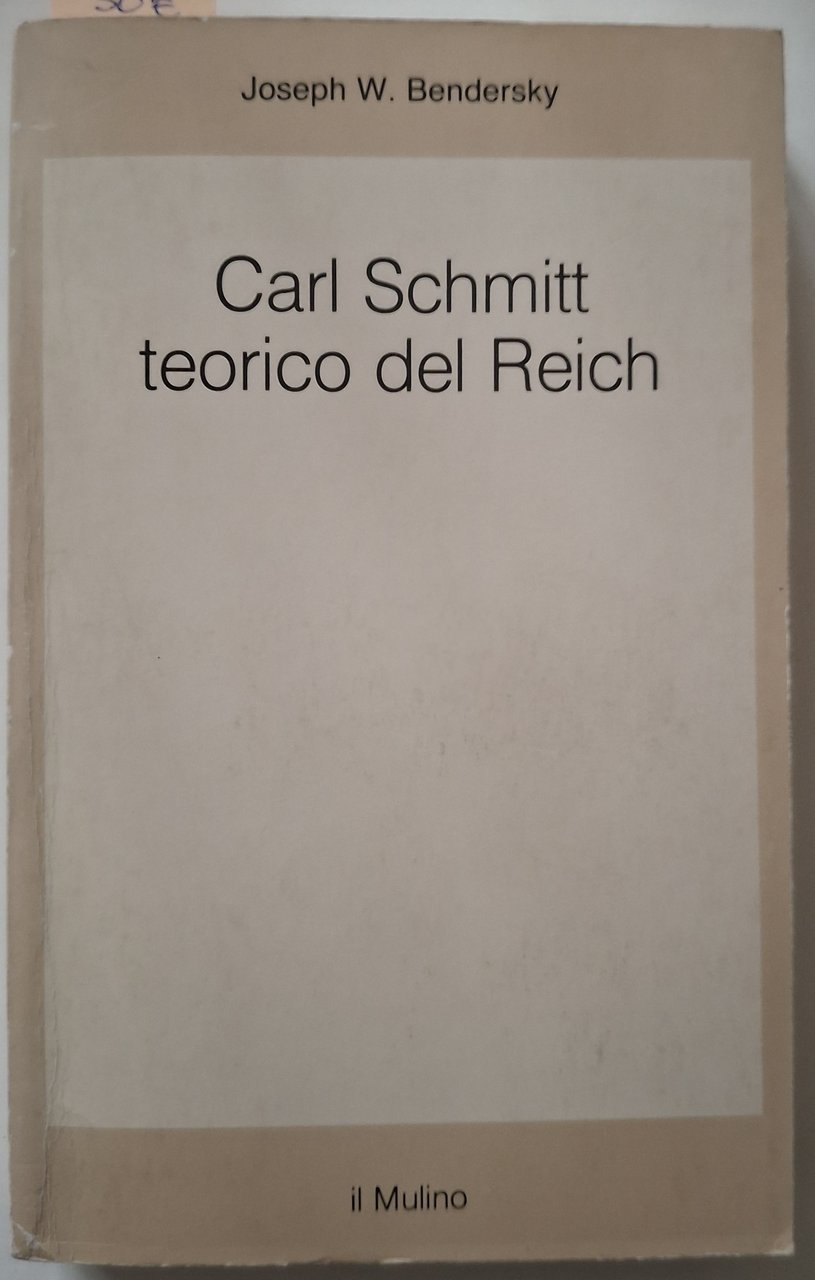 Joseph W. Bendersky
Carl Schmitt
teorico del Reich
il Mulino